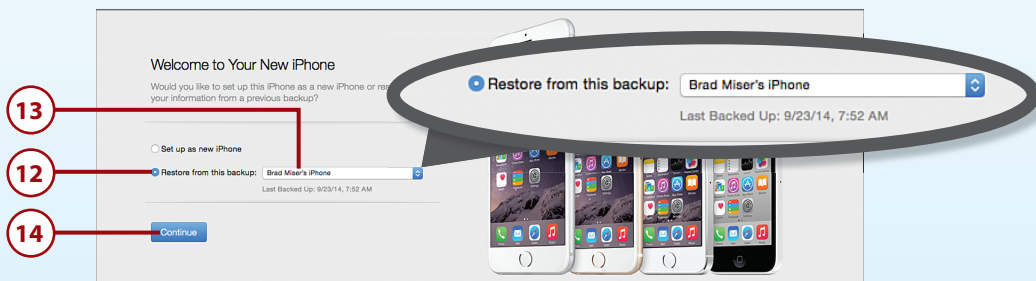 Welcome to Your New iPhone
Would you like to set up this iPhone as a new iPhone or
your information from a previous backup?
13
Set up as new iPhone
12
Restore from this backup:
Brad Miser's iPhone
Last Backed Up: 9/23/14, 7:52 AM
14
Continue
Restore from this backup:
Brad Miser's iPhone
Last Backed Up: 9/23/14, 7:52 AM